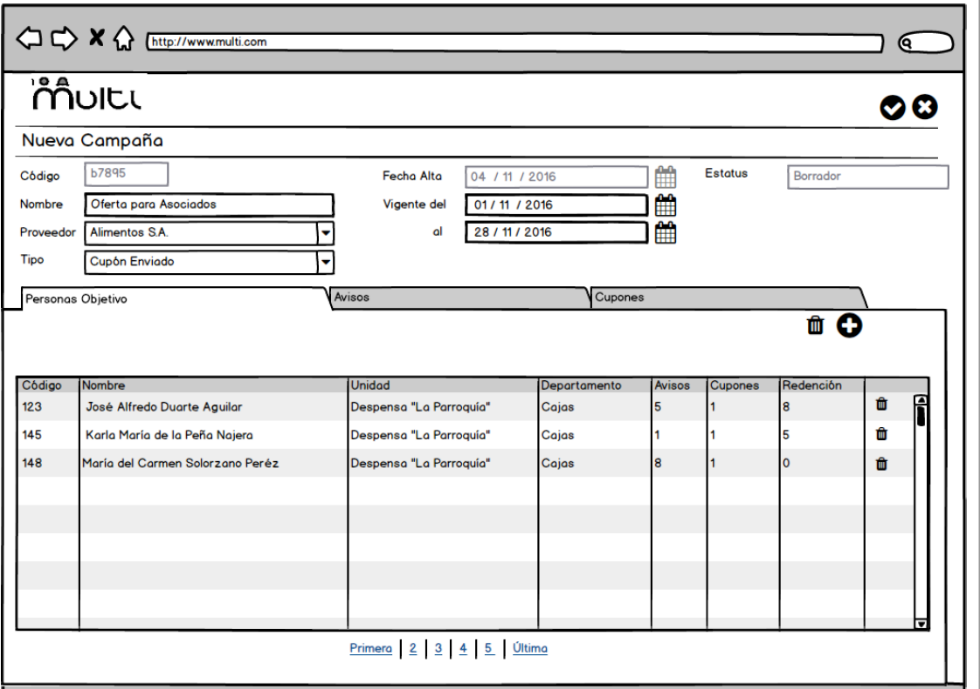 http://www.multi.com
multi
Nueva Campaña
Código b7895 Fecha Alta 04 / 11 / 2016 Estatus Borrador
Nombre Oferta para Asociados Vigente del 01 / 11 / 2016
Proveedor Alimentos S.A. al 28 / 11 / 2016
Tipo Cupón Enviado
Personas Objetivo Avisos Cupones
Código Nombre Unidad Departamento Avisos Cupones Redención
123 José Alfredo Duarte Aguilar Despensa "La Parroquía" Cajas 5 1 8
145 Karla María de la Peña Najera Despensa "La Parroquía" Cajas 1 1 5
148 María del Carmen Solorzano Peréz Despensa "La Parroquía" Cajas 8 1 0
Primera 2 3 4 5 Última